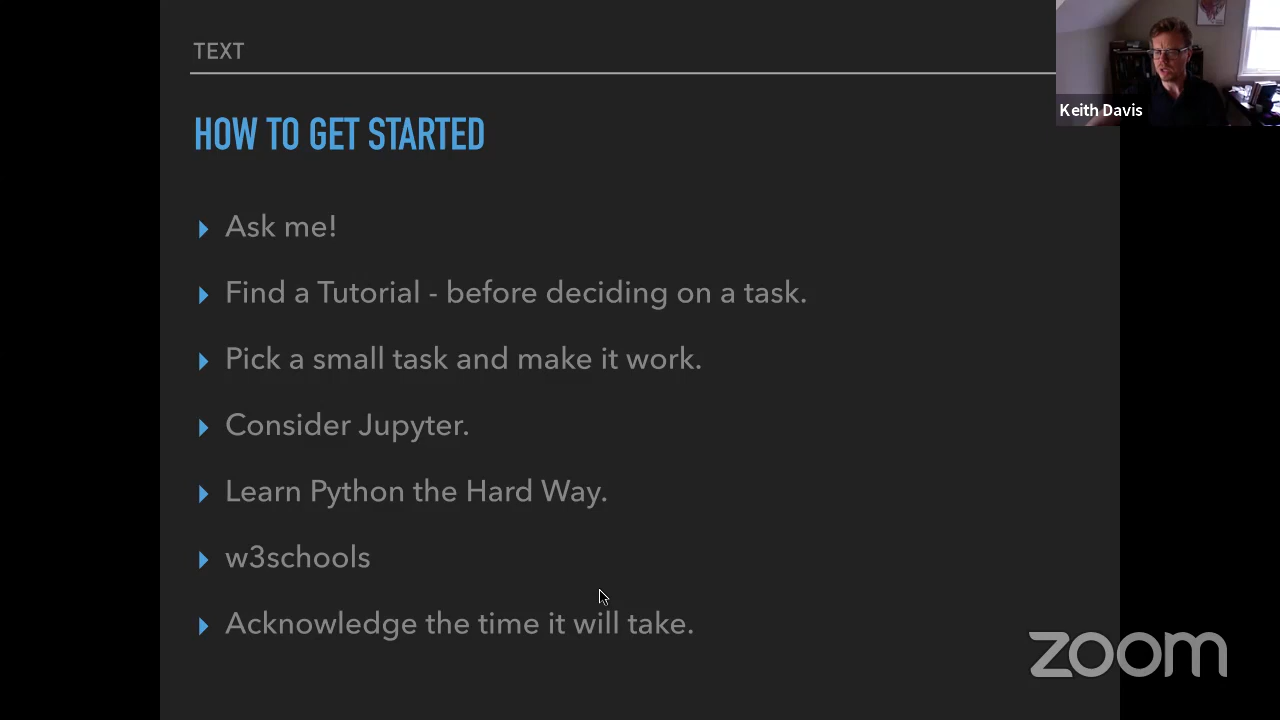 TEXT
HOW TO GET STARTED
Ask me!
Find a Tutorial - before deciding on a task.
Pick a small task and make it work.
Consider Jupyter.
Learn Python the Hard Way.
w3schools
Acknowledge the time it will take.
Keith Davis
zoom